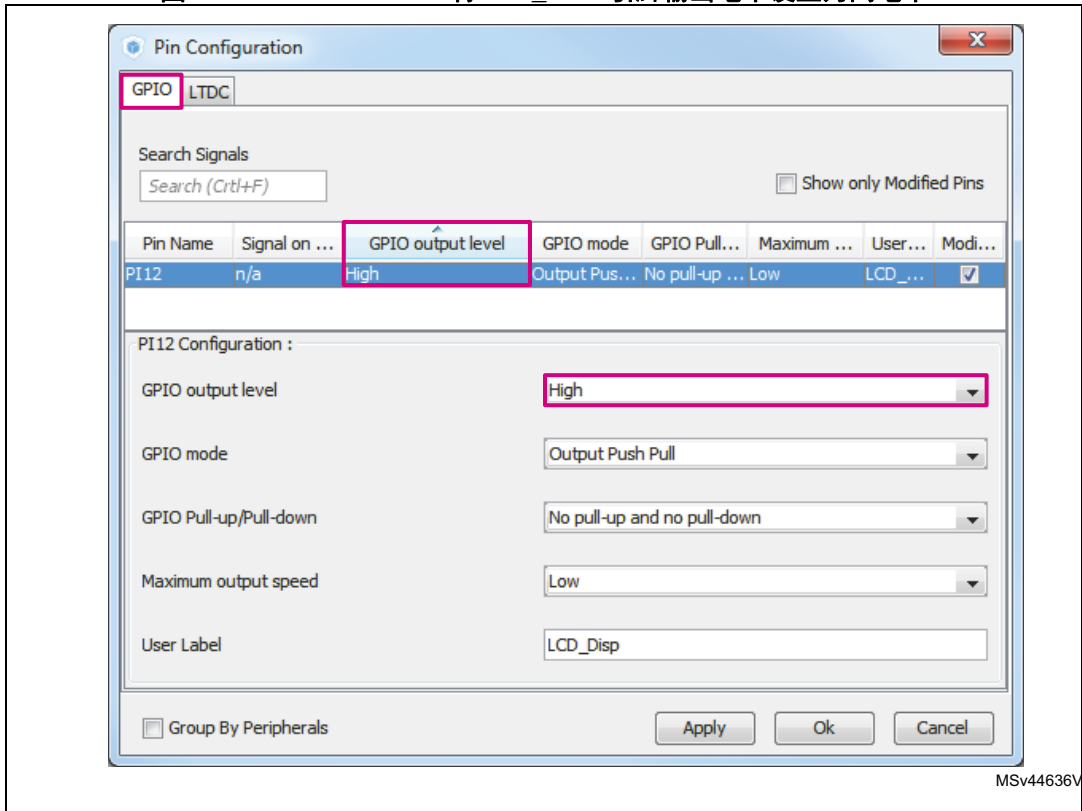 Pin Configuration
GPIO LTDC
Search Signals
Search (Crtl+F)
Show only Modified Pins
Pin Name Signal on ... GPIO output level GPIO mode GPIO Pull... Maximum ... User... Modi...
PI12 n/a High Output Pus... No pull-up ... Low LCD_...
PI12 Configuration :
GPIO output level High
GPIO mode Output Push Pull
GPIO Pull-up/Pull-down No pull-up and no pull-down
Maximum output speed Low
User Label LCD_Disp
Group By Peripherals Apply Ok Cancel
MSv44636V